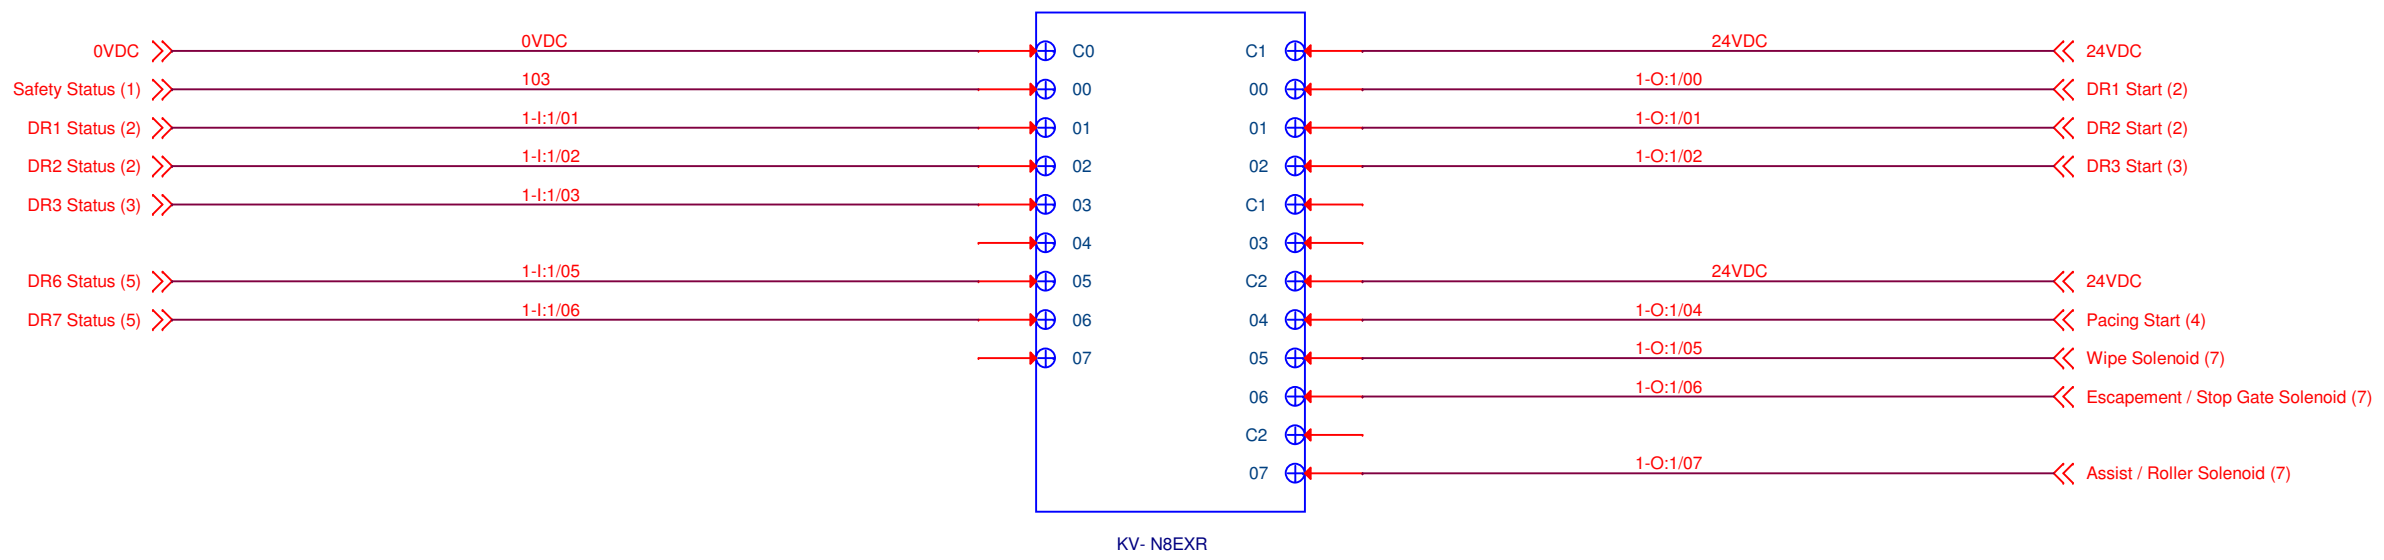 0VDC 0VDC C0 C1 24VDC 24VDC
Safety Status (1) 103 00 00 1-O:1/00 DR1 Start (2)
DR1 Status (2) 1-I:1/01 01 01 1-O:1/01 DR2 Start (2)
DR2 Status (2) 1-I:1/02 02 02 1-O:1/02 DR3 Start (3)
DR3 Status (3) 1-I:1/03 03 C1
04 03
DR6 Status (5) 1-I:1/05 05 C2 24VDC 24VDC
DR7 Status (5) 1-I:1/06 06 04 1-O:1/04 Pacing Start (4)
07 05 1-O:1/05 Wipe Solenoid (7)
06 1-O:1/06 Escapement / Stop Gate Solenoid (7)
C2
07 1-O:1/07 Assist / Roller Solenoid (7)
KV- N8EXR